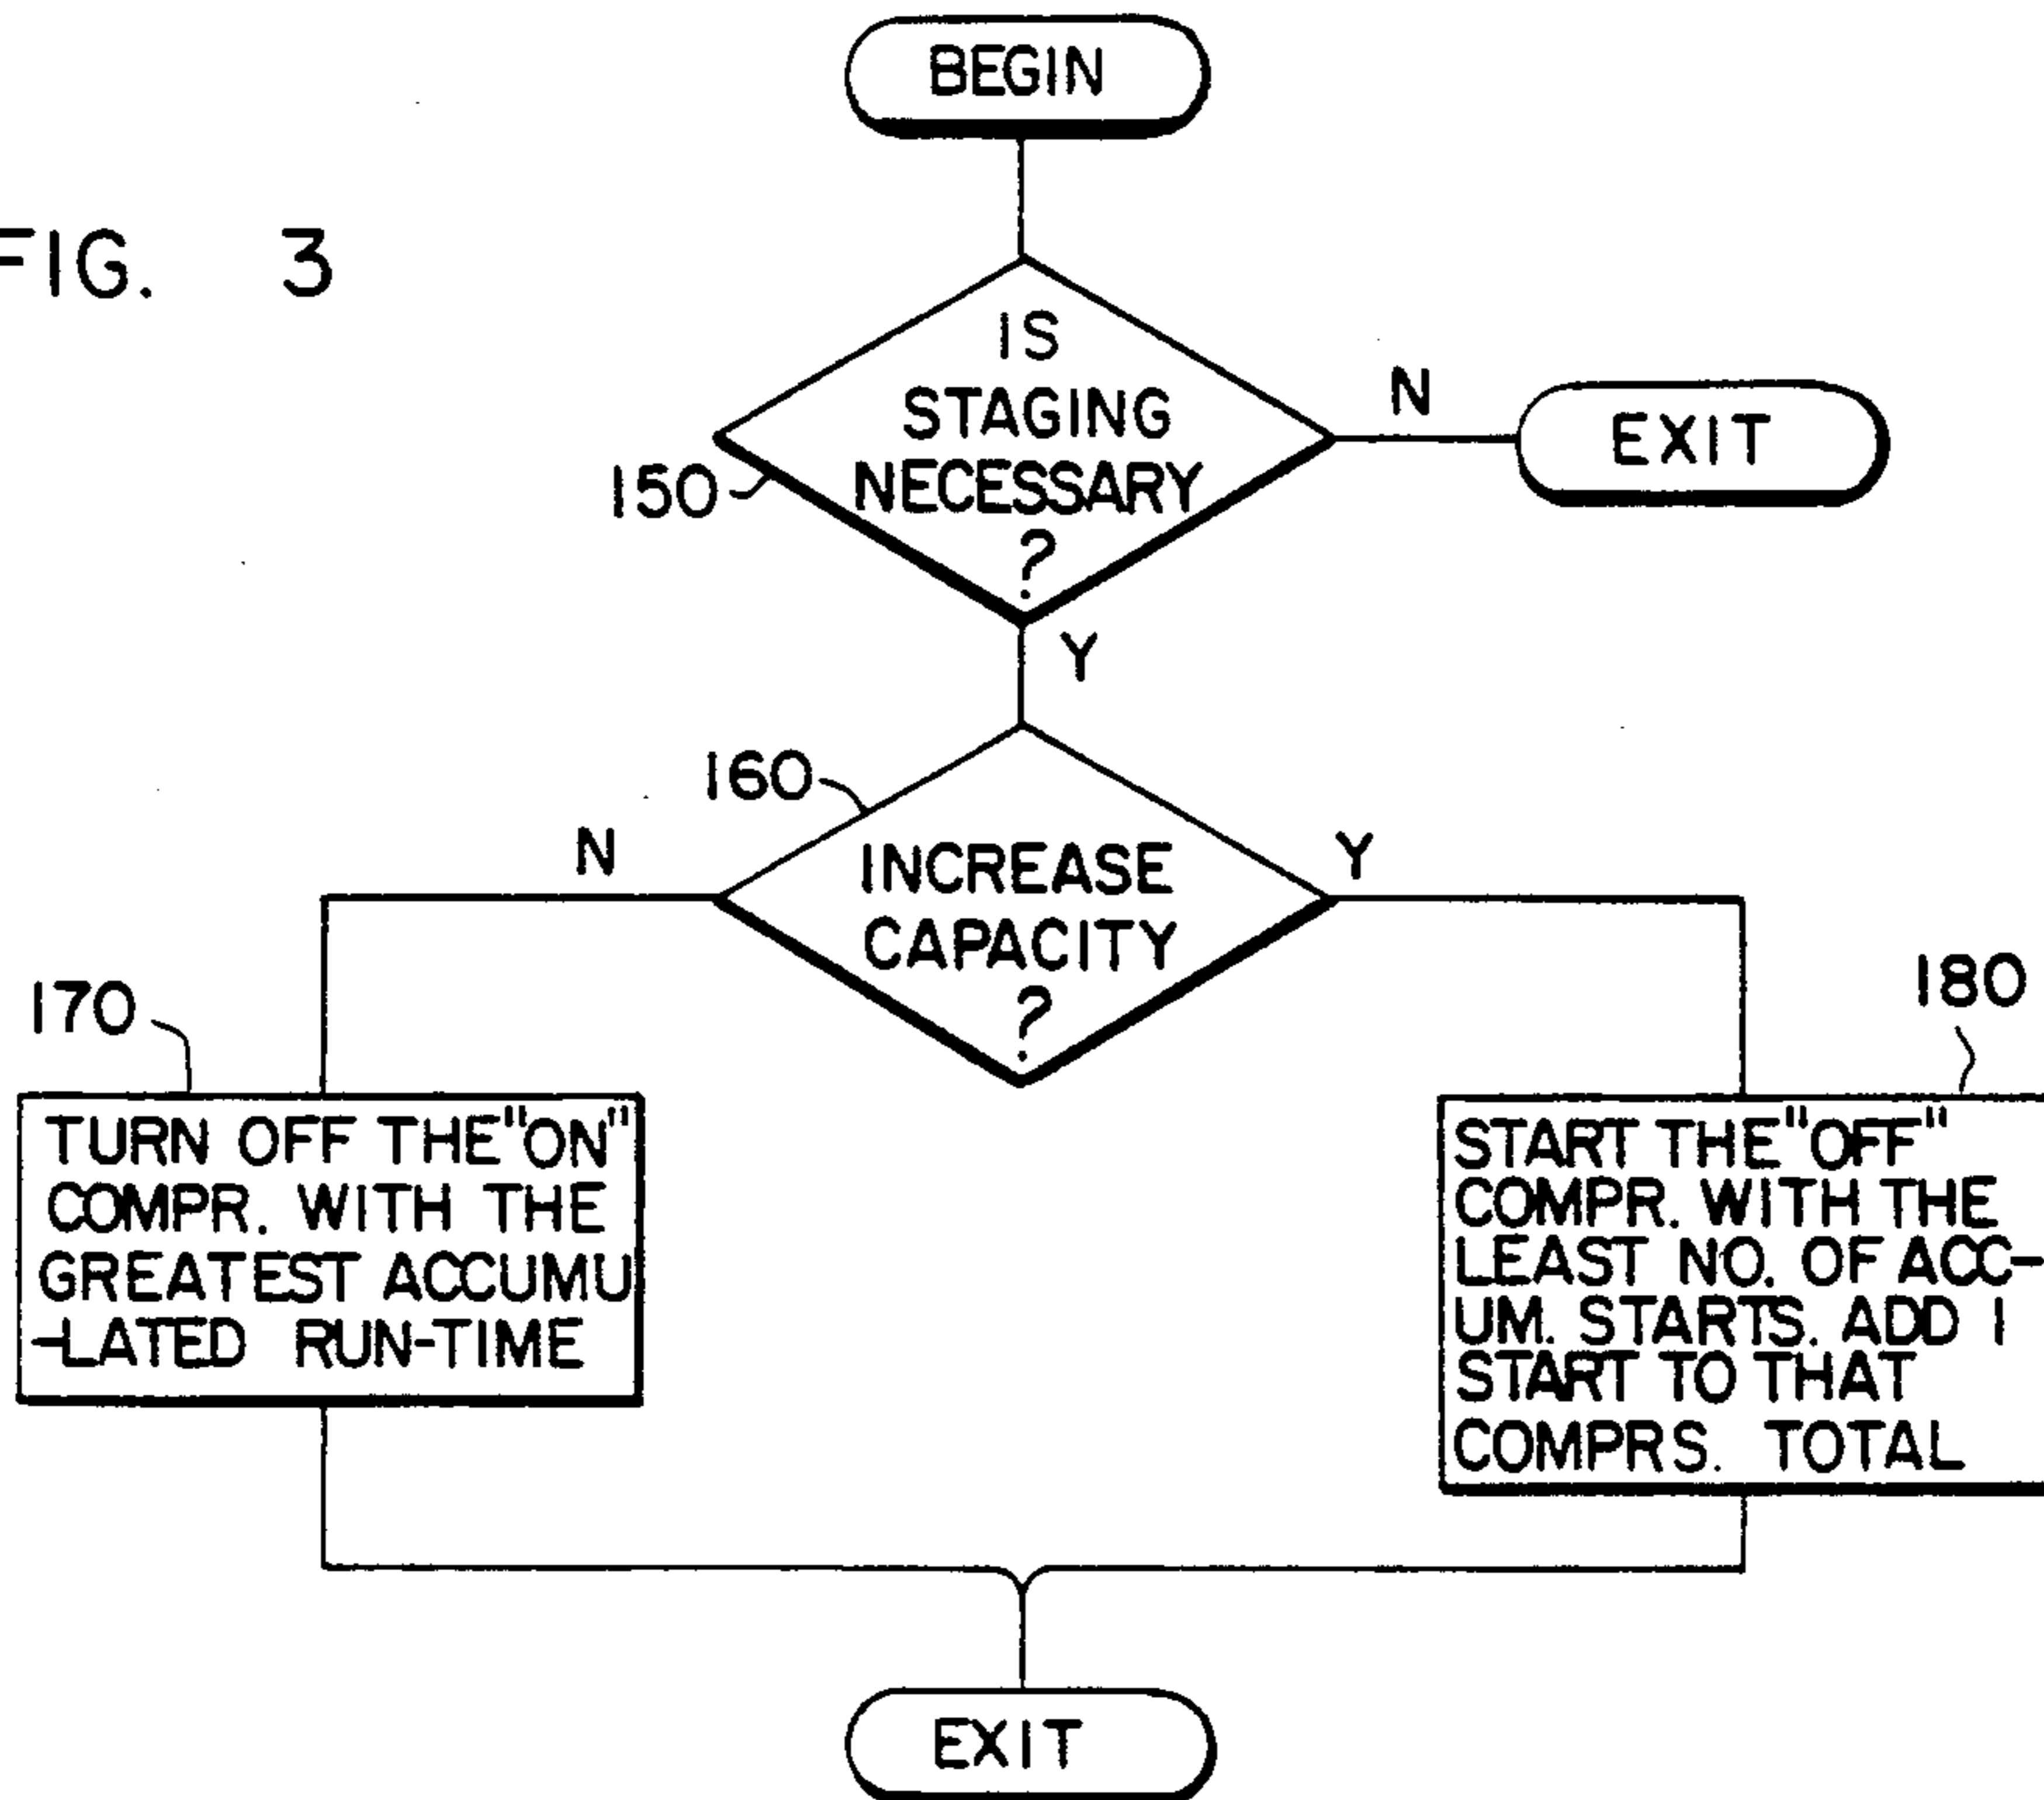 BEGIN
FIG. 3
IS
STAGING
NECESSARY
?
150
N
EXIT
Y
160
N
INCREASE
CAPACITY
?
Y
170
180
TURN OFF THE "ON"
COMPR. WITH THE
GREATEST ACCUMU
-LATED RUN-TIME
START THE "OFF"
COMPR. WITH THE
LEAST NO. OF ACC-
UM. STARTS. ADD 1
START TO THAT
COMPRS. TOTAL
EXIT